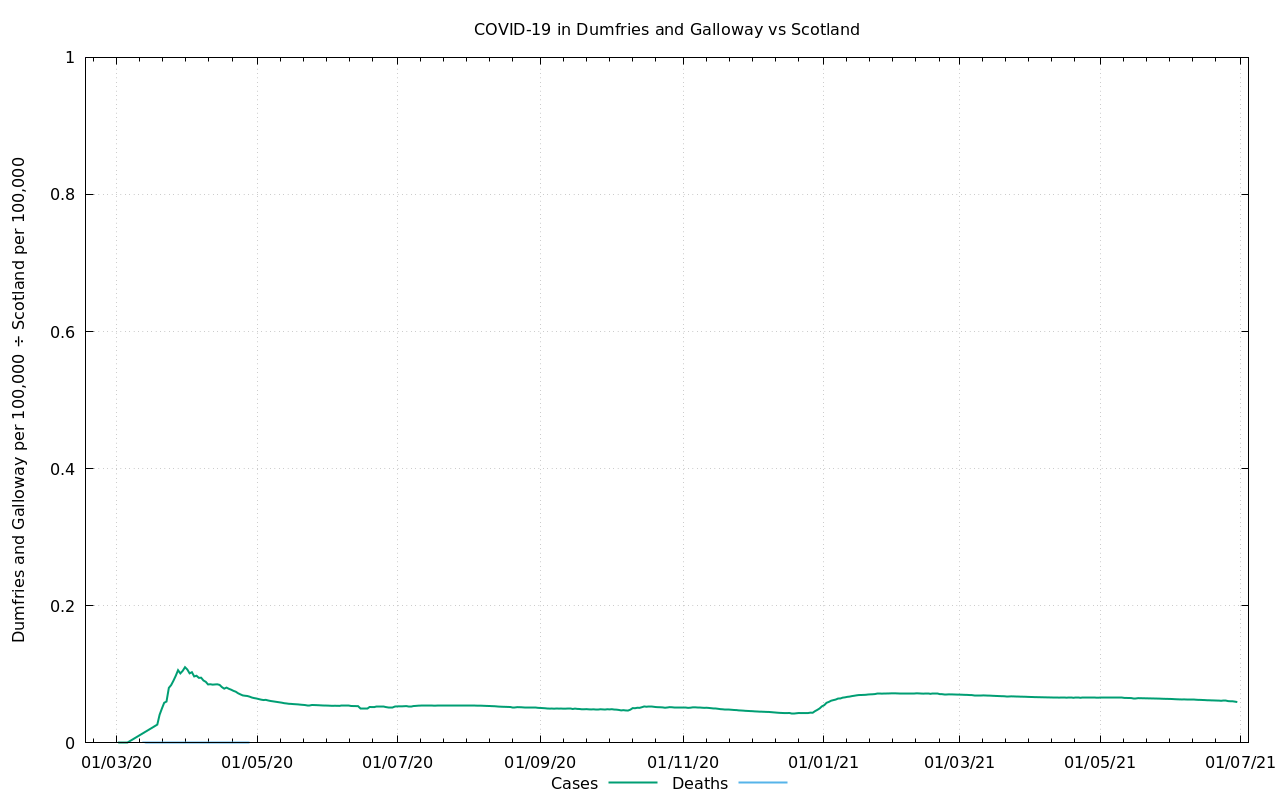 COVID-19 in Dumfries and Galloway vs Scotland
Dumfries and Galloway per 100,000 ÷ Scotland per 100,000
1
0.8
0.6
0.4
0.2
0
01/03/20 01/05/20 01/07/20 01/09/20 01/11/20 01/01/21 01/03/21 01/05/21 01/07/21
Cases Deaths